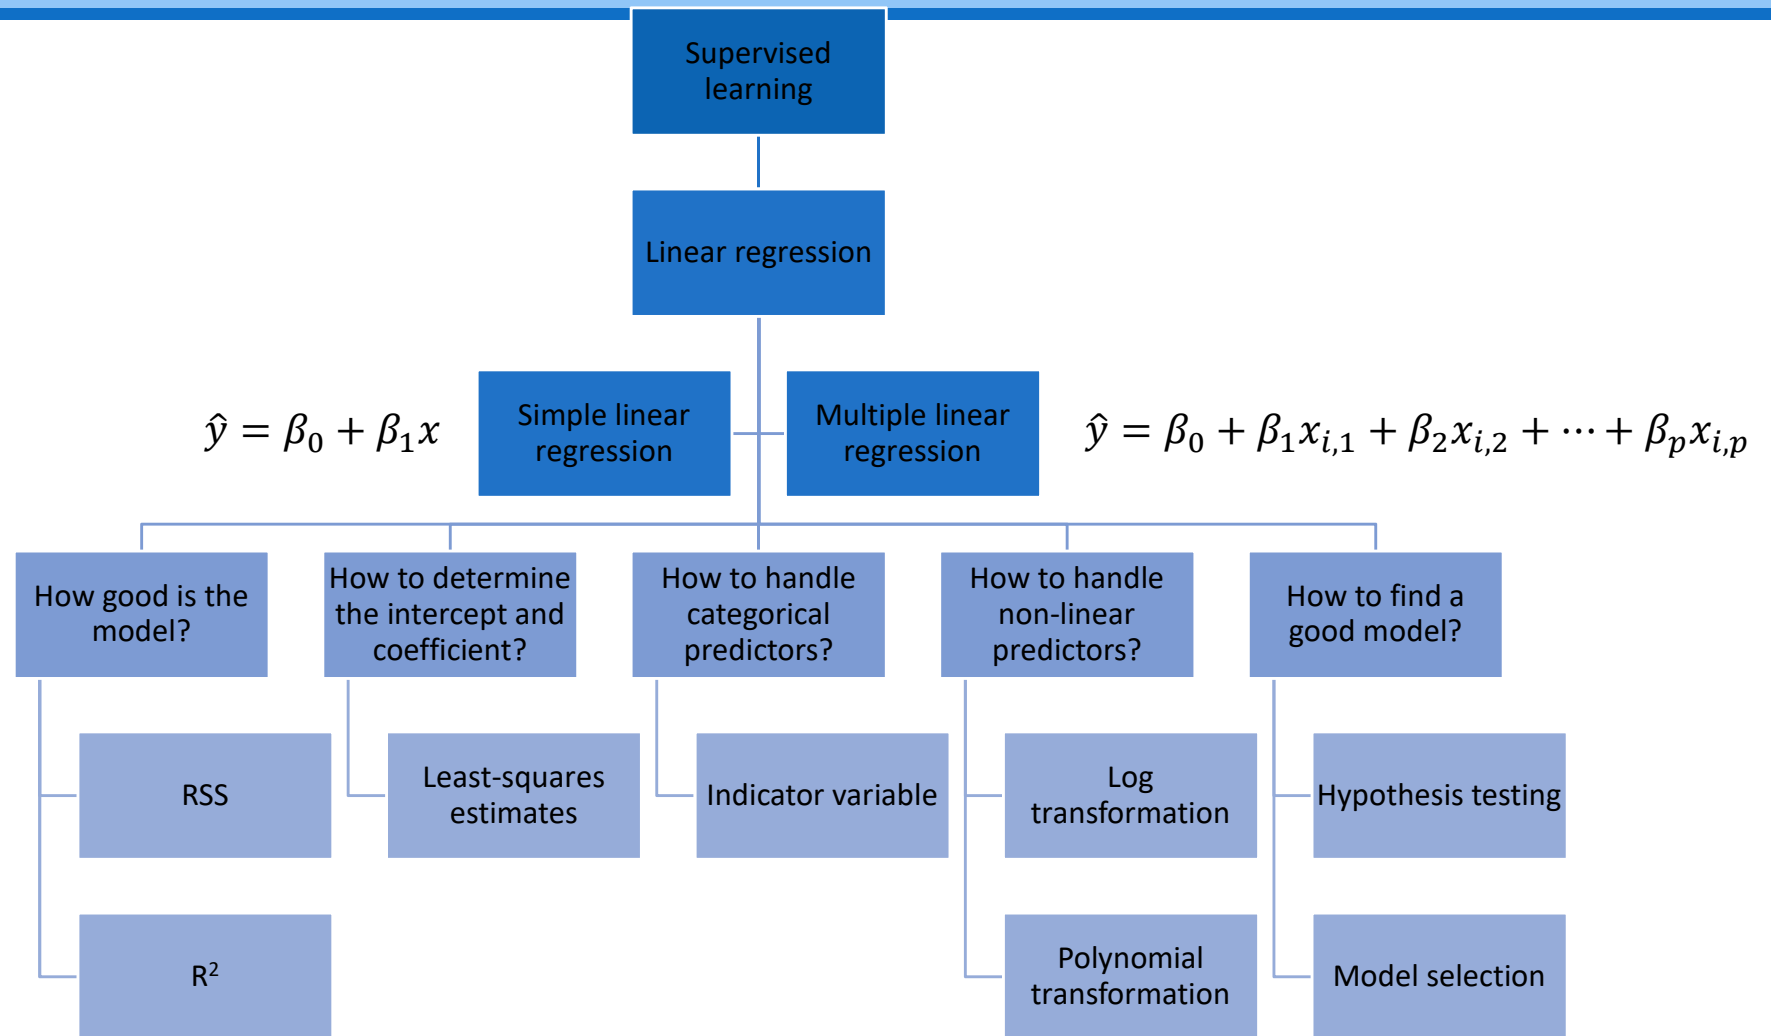 Supervised
learning
Linear regression
ŷ = β₀ + β₁x
Simple linear
regression
Multiple linear
regression
ŷ = β₀ + β₁xᵢ,₁ + β₂xᵢ,₂ + ⋯ + βₚxᵢ,ₚ
How good is the
model?
How to determine
the intercept and
coefficient?
How to handle
categorical
predictors?
How to handle
non-linear
predictors?
How to find a
good model?
RSS
Least-squares
estimates
Indicator variable
Log
transformation
Hypothesis testing
R²
Polynomial
transformation
Model selection